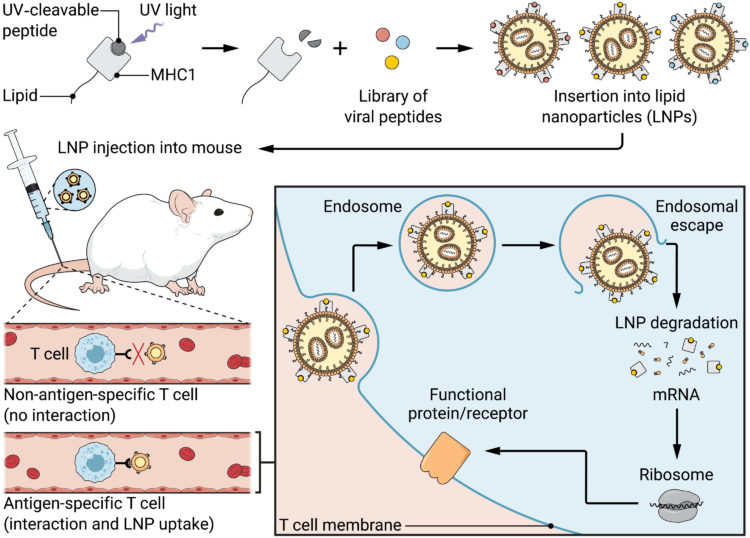 UV-cleavable
peptide
UV light
MHC1
Lipid
Library of
viral peptides
Insertion into lipid
nanoparticles (LNPs)
LNP injection into mouse
T cell
Non-antigen-specific T cell
(no interaction)
Antigen-specific T cell
(interaction and LNP uptake)
Endosome
Endosomal
escape
LNP degradation
mRNA
Ribosome
Functional
protein/receptor
T cell membrane